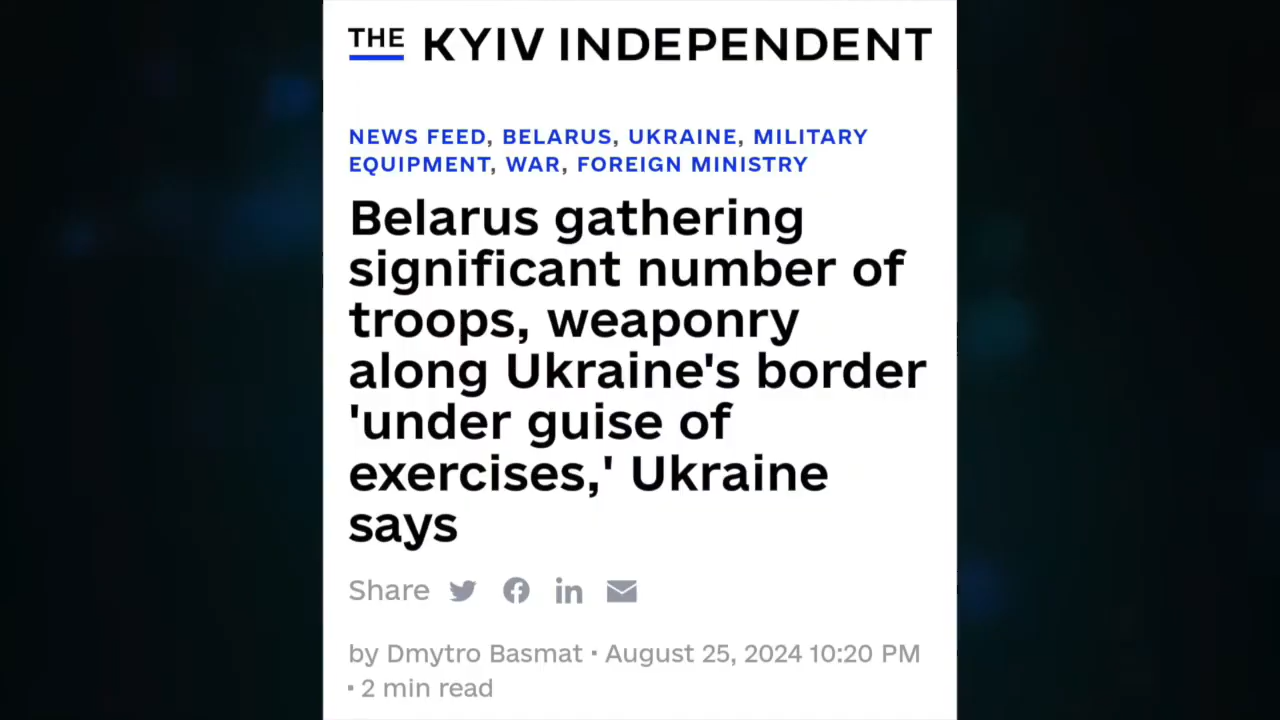 THE KYIV INDEPENDENT
NEWS FEED, BELARUS, UKRAINE, MILITARY
EQUIPMENT, WAR, FOREIGN MINISTRY
Belarus gathering
significant number of
troops, weaponry
along Ukraine's border
'under guise of
exercises,' Ukraine
says
Share
by Dmytro Basmat · August 25, 2024 10:20 PM
· 2 min read